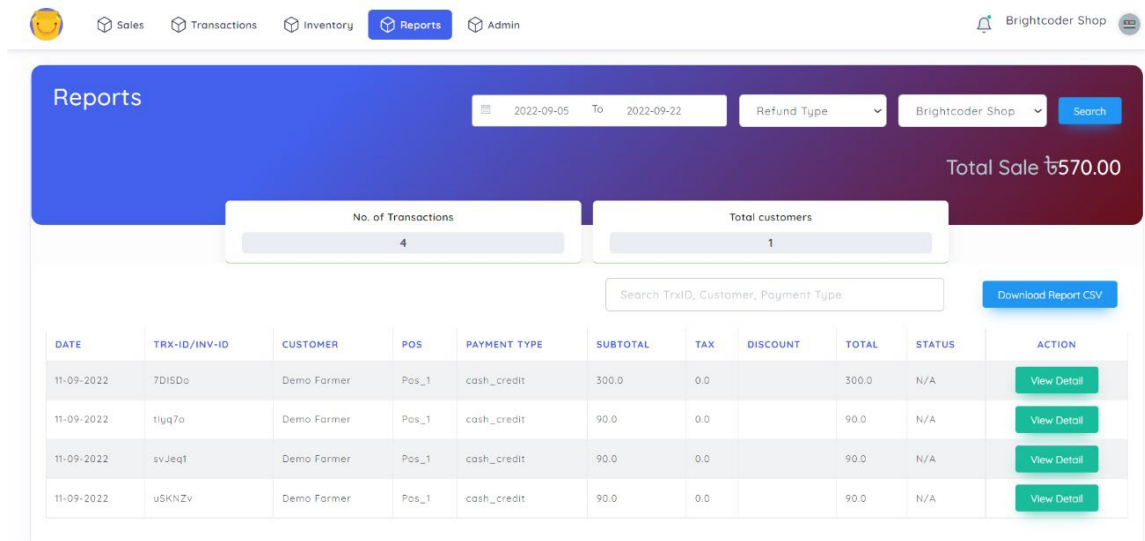 Sales Transactions Inventory Reports Admin Brightcoder Shop
Reports
2022-09-05 To 2022-09-22 Refund Type Brightcoder Shop Search
Total Sale ৳570.00
No. of Transactions Total customers
4 1
Search TrxID, Customer, Payment Type Download Report CSV
DATE TRX-ID/INV-ID CUSTOMER POS PAYMENT TYPE SUBTOTAL TAX DISCOUNT TOTAL STATUS ACTION
11-09-2022 7DISDo Demo Farmer Pos_1 cash_credit 300.0 0.0 300.0 N/A View Detail
11-09-2022 tlyq7o Demo Farmer Pos_1 cash_credit 90.0 0.0 90.0 N/A View Detail
11-09-2022 svJeq1 Demo Farmer Pos_1 cash_credit 90.0 0.0 90.0 N/A View Detail
11-09-2022 uSKNZv Demo Farmer Pos_1 cash_credit 90.0 0.0 90.0 N/A View Detail